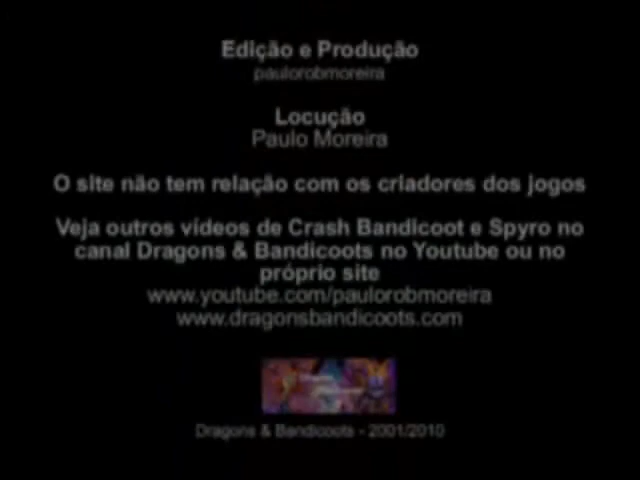 Edição e Produção
paulorobmoreira
Locução
Paulo Moreira
O site não tem relação com os criadores dos jogos
Veja outros vídeos de Crash Bandicoot e Spyro no
canal Dragons & Bandicoots no Youtube ou no
próprio site
www.youtube.com/paulorobmoreira
www.dragonsbandicoots.com
Dragons & Bandicoots - 2001/2010